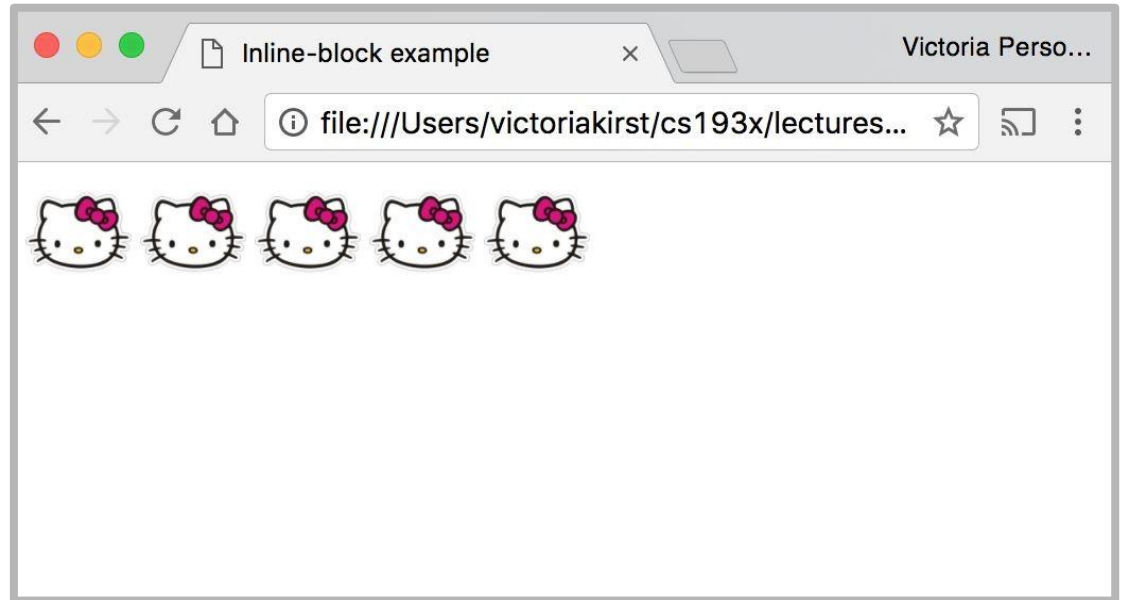 Inline-block example
Victoria Perso...
file:///Users/victoriakirst/cs193x/lectures...